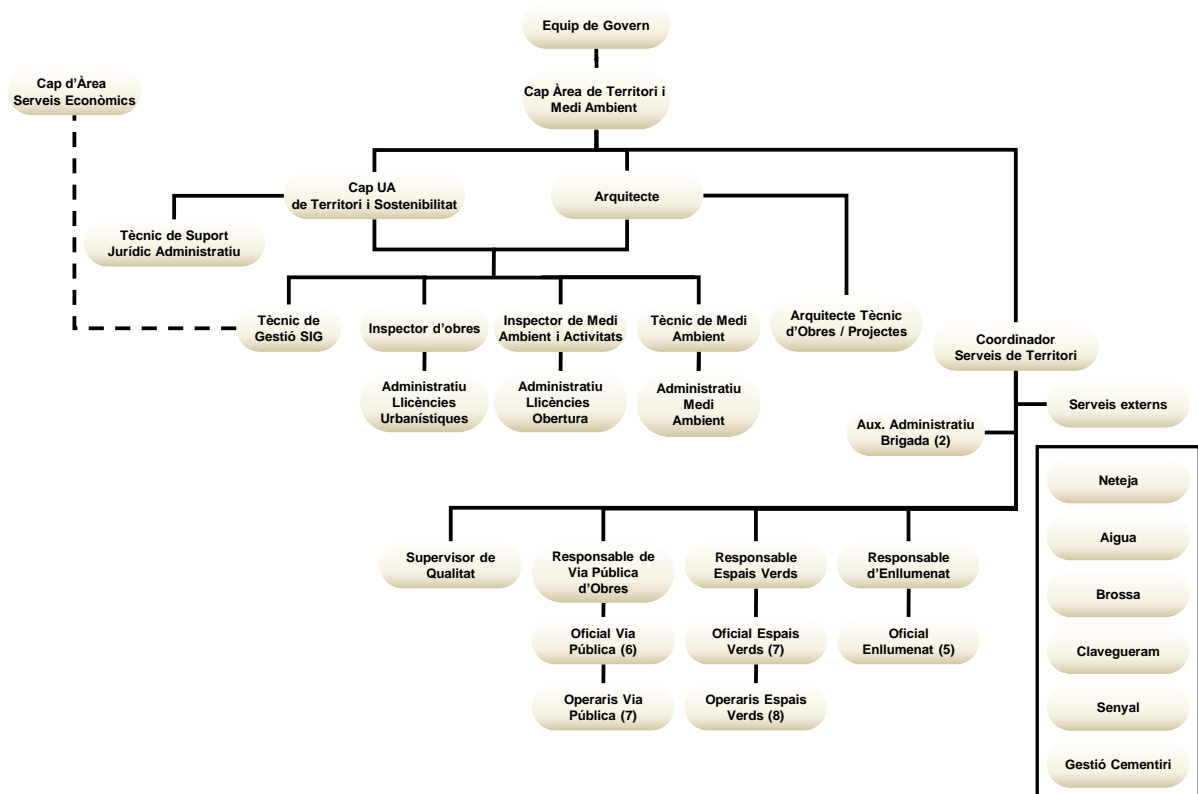 Equip de Govern
Cap d'Àrea
Serveis Econòmics
Cap Àrea de Territori i
Medi Ambient
Cap UA
de Territori i Sostenibilitat
Arquitecte
Tècnic de Suport
Jurídic Administratiu
Tècnic de
Gestió SIG
Inspector d'obres
Inspector de Medi
Ambient i Activitats
Tècnic de Medi
Ambient
Arquitecte Tècnic
d'Obres / Projectes
Coordinador
Serveis de Territori
Administratiu
Llicències
Urbanístiques
Administratiu
Llicències
Obertura
Administratiu
Medi
Ambient
Serveis externs
Aux. Administratiu
Brigada (2)
Neteja
Aigua
Brossa
Clavegueram
Senyal
Gestió Cementiri
Supervisor de
Qualitat
Responsable de
Via Pública
d'Obres
Responsable
Espais Verds
Responsable
d'Enllumenat
Oficial Via
Pública (6)
Oficial Espais
Verds (7)
Oficial
Enllumenat (5)
Operaris Via
Pública (7)
Operaris Espais
Verds (8)